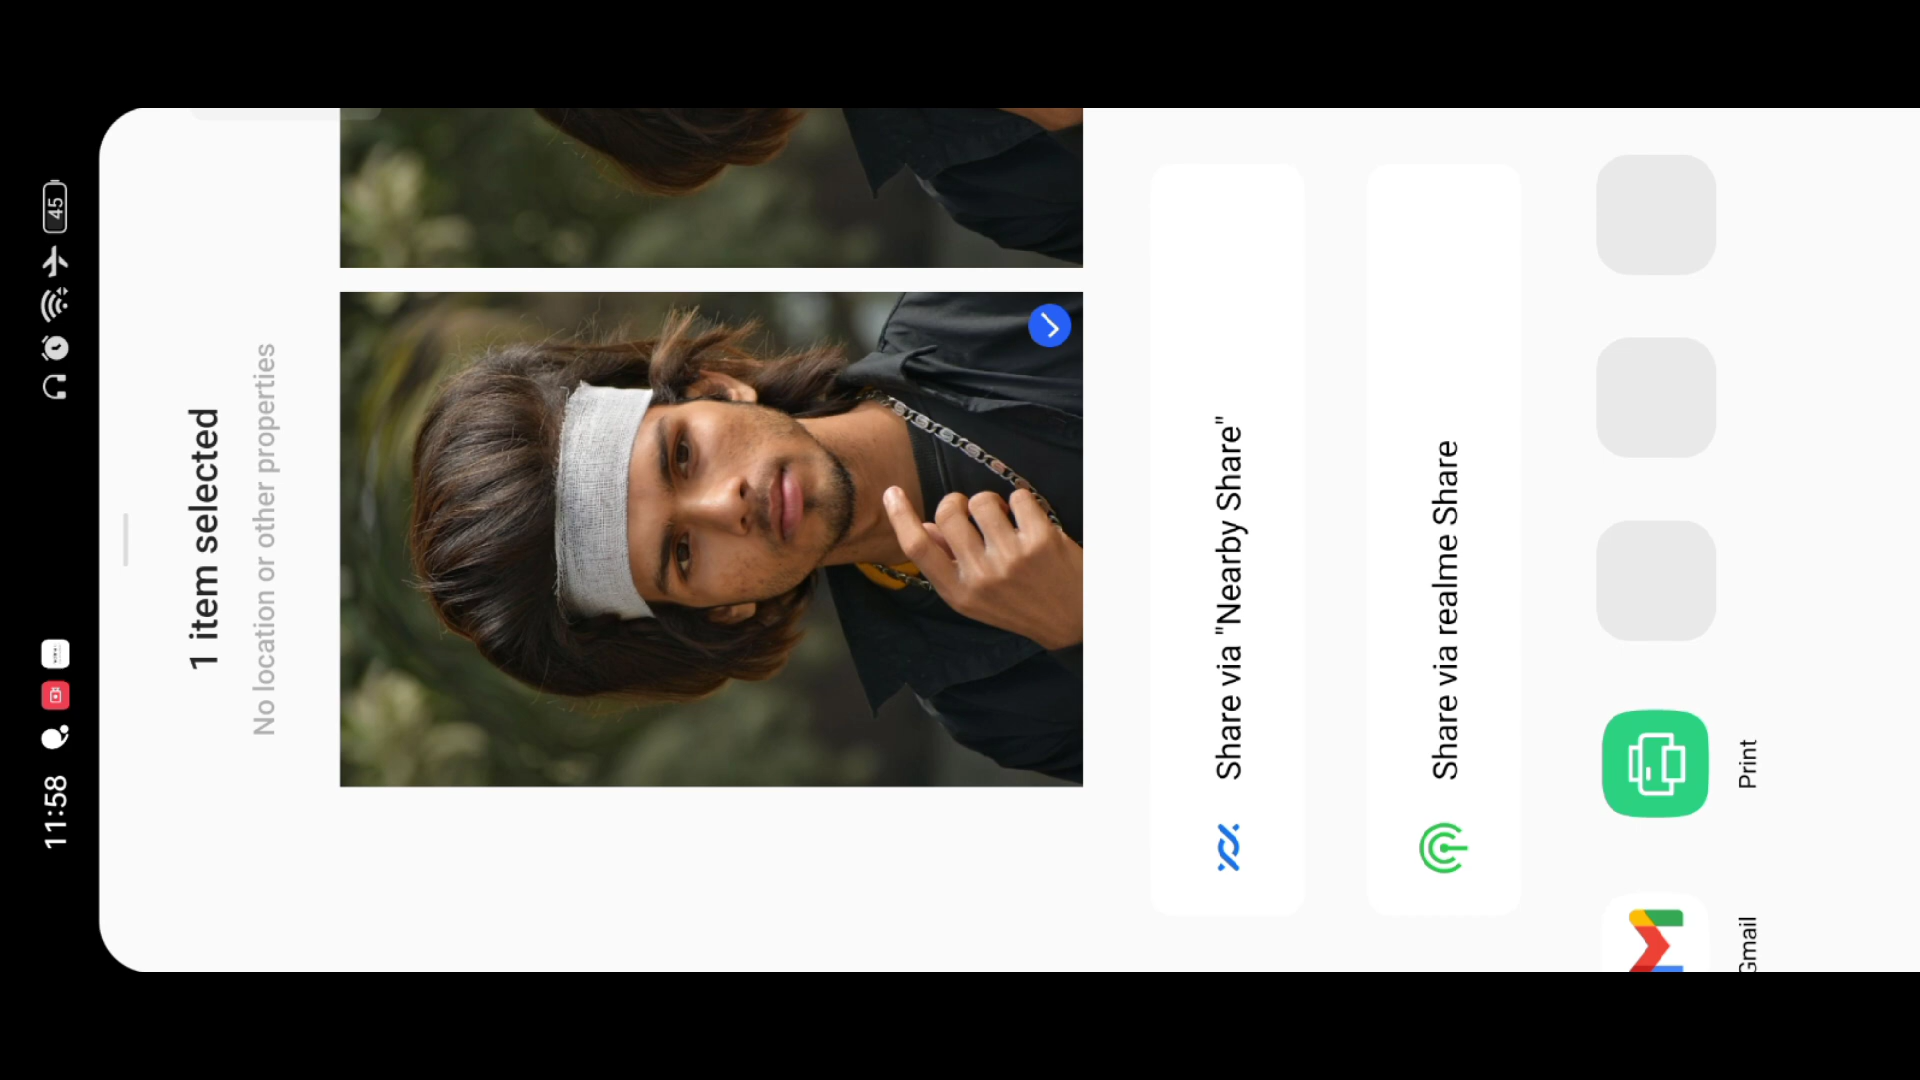 11:58
45
1 item selected
No location or other properties
Share via "Nearby Share"
Share via realme Share
Gmail
Print